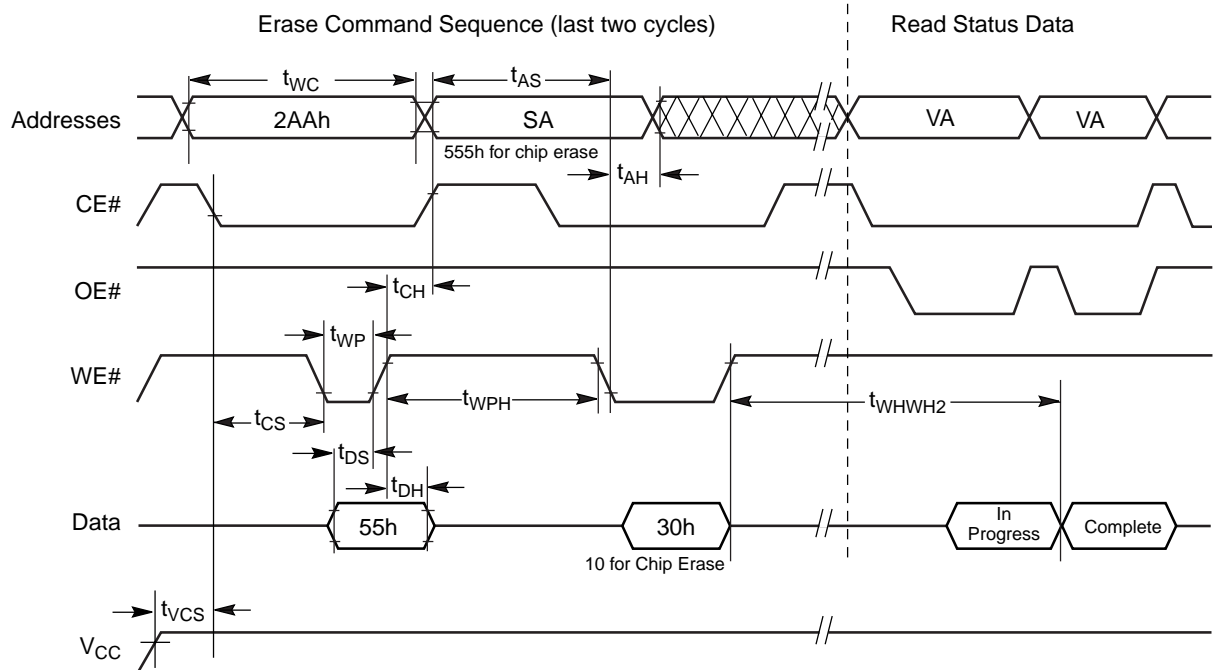 Erase Command Sequence (last two cycles)
Read Status Data
tWC
tAS
Addresses
2AAh
SA
VA
VA
555h for chip erase
tAH
CE#
OE#
tCH
tWP
WE#
tWPH
tWHWH2
tCS
tDS
tDH
Data
55h
30h
In
Progress
Complete
10 for Chip Erase
tVCS
VCC